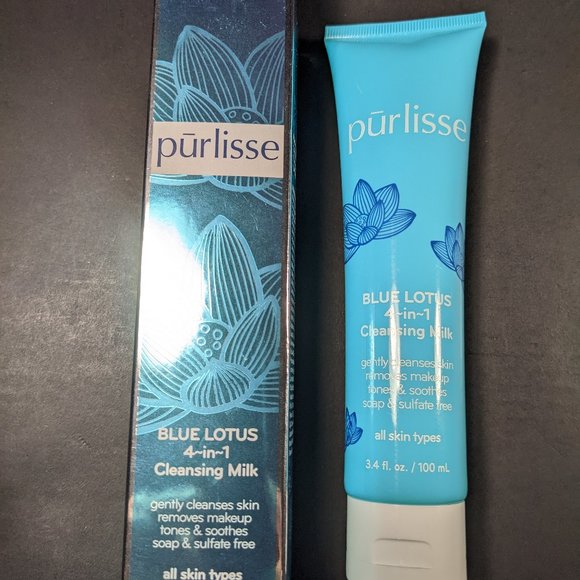 pūrlisse
BLUE LOTUS
4~in~1
Cleansing Milk
gently cleanses skin
removes makeup
tones & soothes
soap & sulfate free
all skin types
pūrlisse
BLUE LOTUS
4~in~1
Cleansing Milk
gently cleanses skin
removes makeup
tones & soothes
soap & sulfate free
all skin types
3.4 fl. oz. / 100 mL